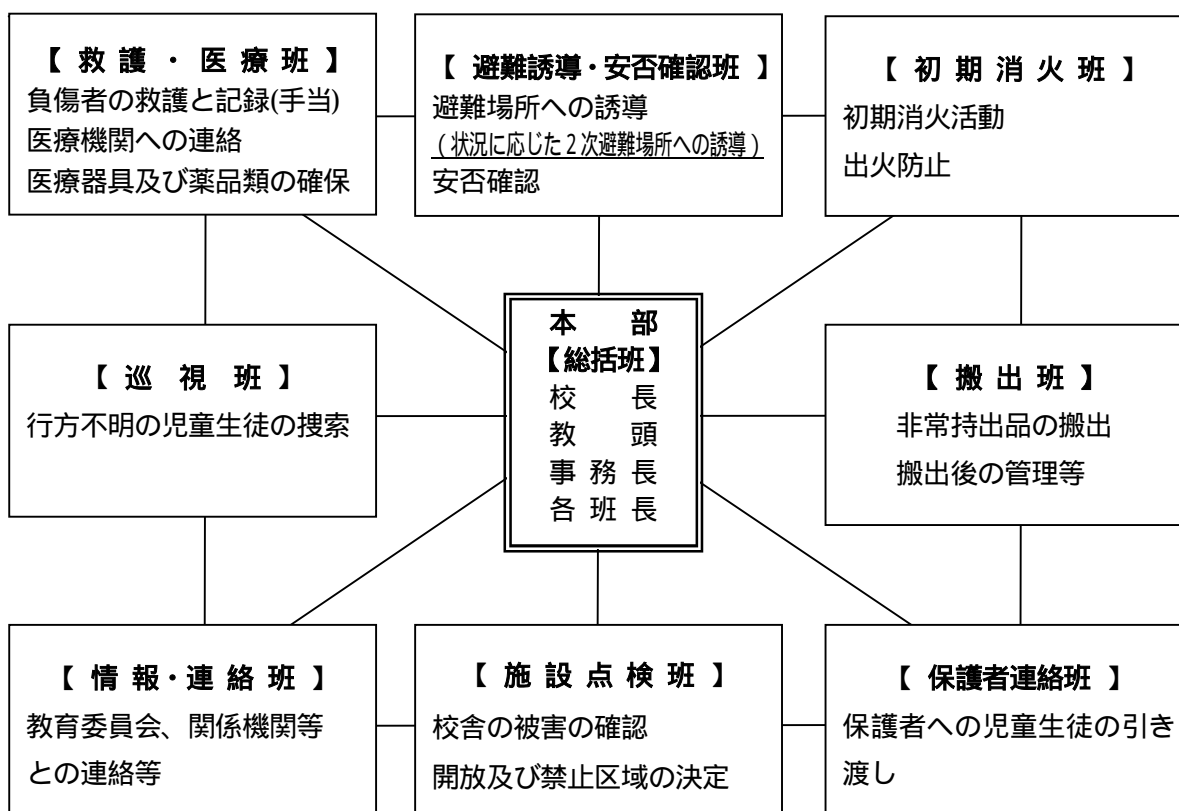 【 救 護 ・ 医 療 班 】
負傷者の救護と記録(手当)
医療機関への連絡
医療器具及び薬品類の確保
【 避難誘導・安否確認班 】
避難場所への誘導
(状況に応じた2次避難場所への誘導)
安否確認
【 初 期 消 火 班 】
初期消火活動
出火防止
【 巡 視 班 】
行方不明の児童生徒の捜索
本 部
【総括班】
校 長
教 頭
事 務 長
各 班 長
【 搬 出 班 】
非常持出品の搬出
搬出後の管理等
【 情 報・連 絡 班 】
教育委員会、関係機関等
との連絡等
【 施 設 点 検 班 】
校舎の被害の確認
開放及び禁止区域の決定
【 保護者連絡班 】
保護者への児童生徒の引き
渡し